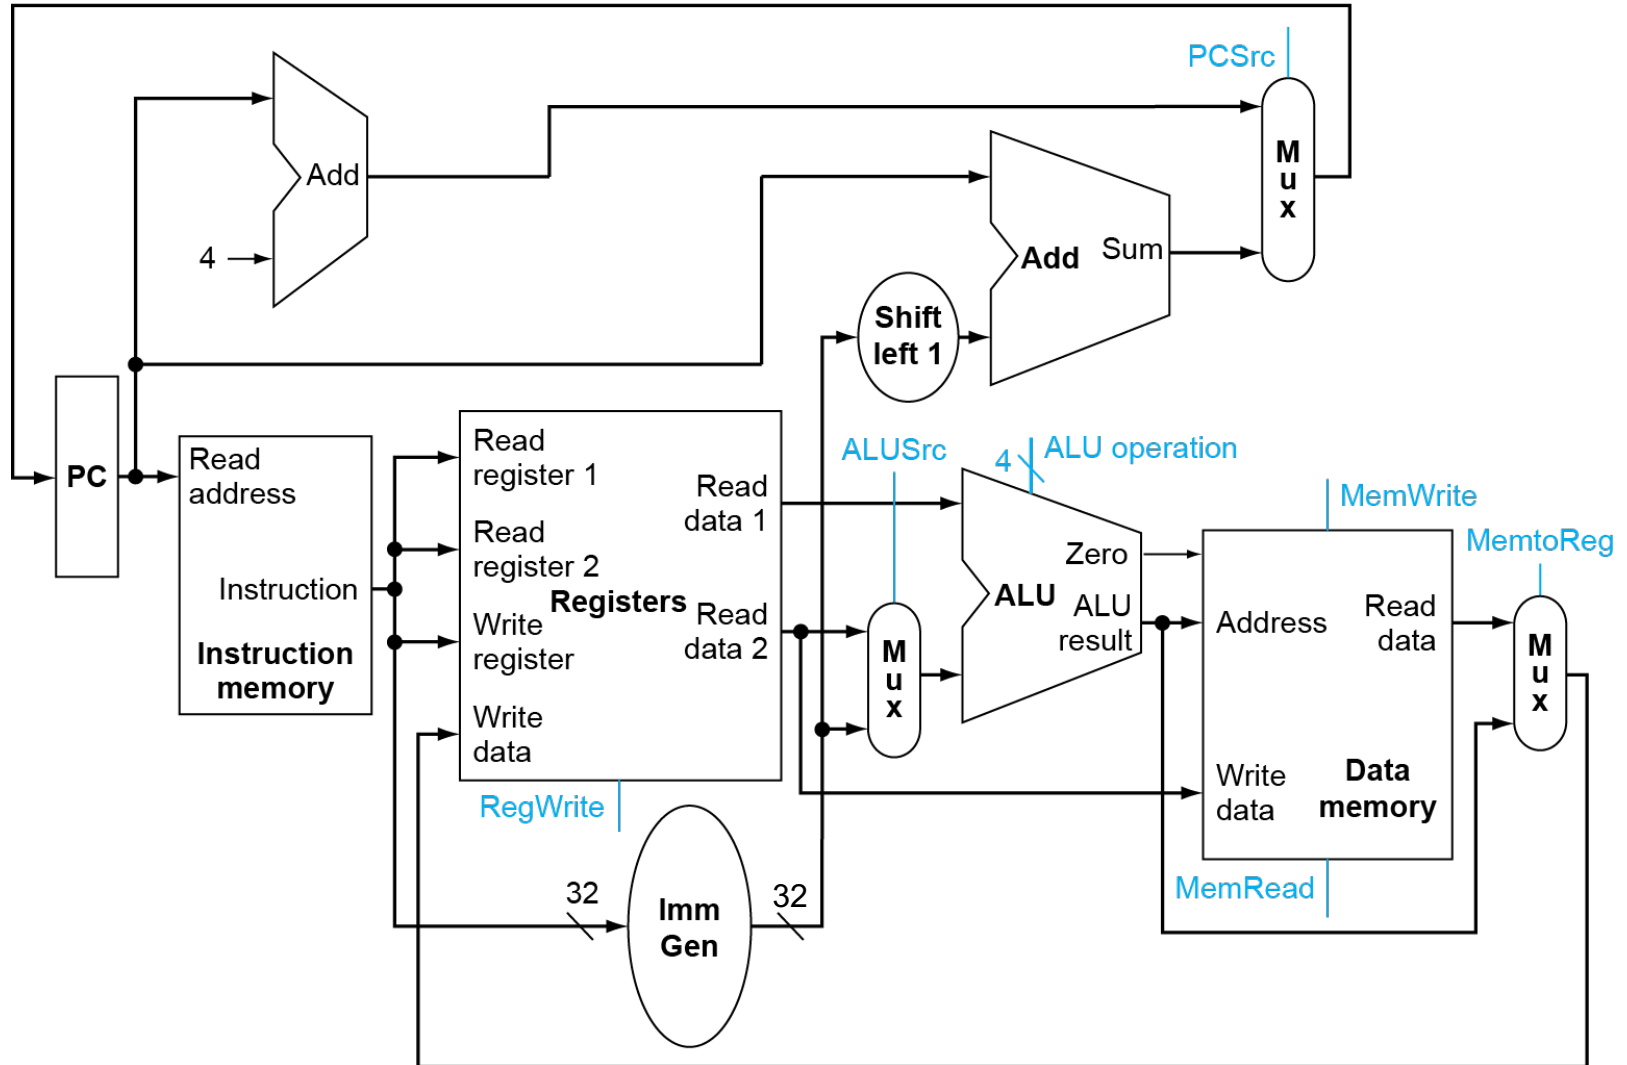 PCSrc
M
u
x
Add
4
Add
Sum
Shift
left 1
PC
Read
address
Instruction
Instruction
memory
Read
register 1
Read
register 2
Registers
Write
register
Write
data
Read
data 1
Read
data 2
RegWrite
ALUSrc
M
u
x
4
ALU operation
Zero
ALU
ALU
result
MemWrite
Address
Read
data
Write
data
Data
memory
MemRead
MemtoReg
M
u
x
32
Imm
Gen
32